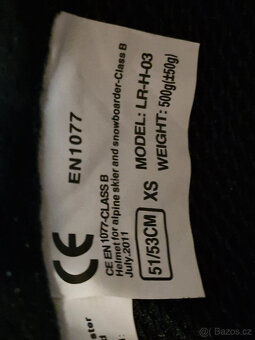 CE
EN1077
CE EN 1077-CLASS B
Helmet for alpine skier and snowboarder-Class B
July.2011
51/53CM XS
MODEL: LR-H-03
WEIGHT: 500g(±50g)
Bazos.cz